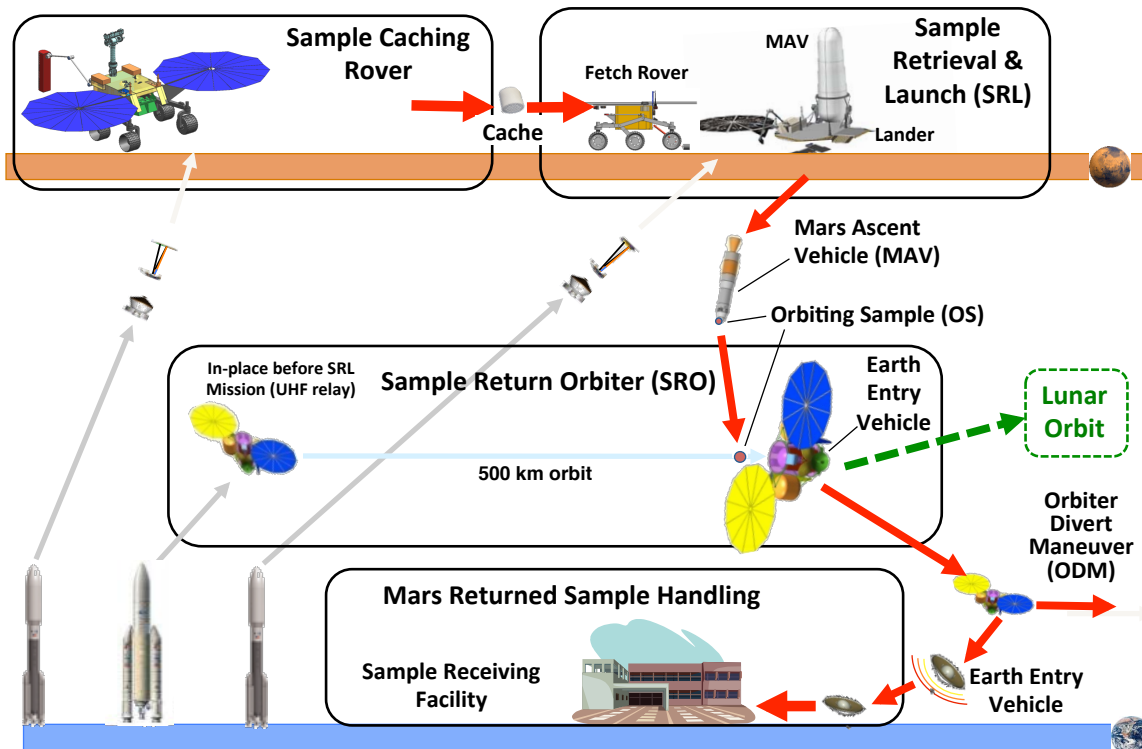 Sample Caching
Rover
Cache
Fetch Rover
MAV
Lander
Sample
Retrieval &
Launch (SRL)
Mars Ascent
Vehicle (MAV)
Orbiting Sample (OS)
In-place before SRL
Mission (UHF relay)
Sample Return Orbiter (SRO)
Earth
Entry
Vehicle
500 km orbit
Lunar
Orbit
Orbiter
Divert
Maneuver
(ODM)
Mars Returned Sample Handling
Sample Receiving
Facility
Earth Entry
Vehicle